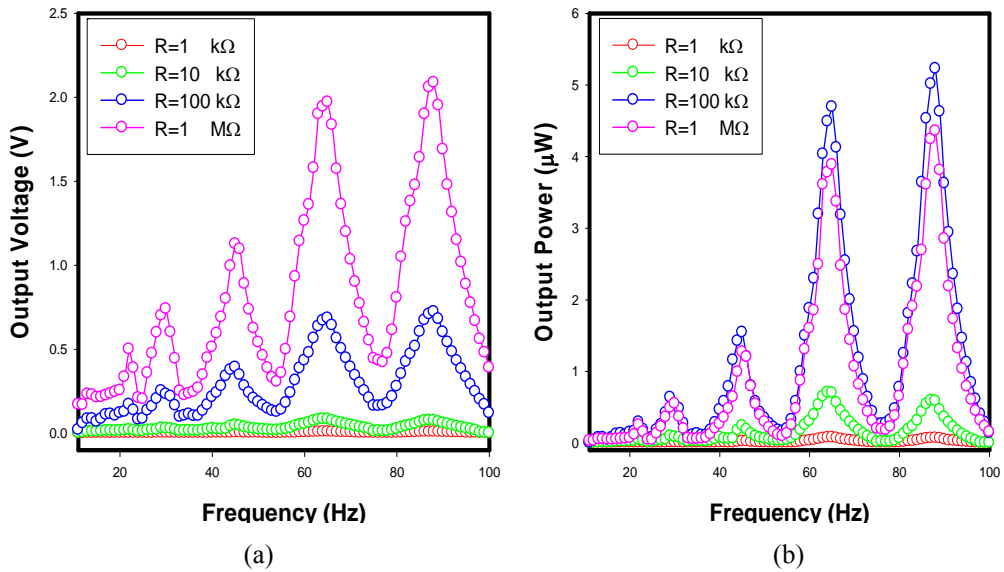 2.5
2.0
1.5
1.0
0.5
0.0
Output Voltage (V)
R=1 kΩ
R=10 kΩ
R=100 kΩ
R=1 MΩ
20 40 60 80 100
Frequency (Hz)
(a)
6
5
4
3
2
1
0
Output Power (μW)
R=1 kΩ
R=10 kΩ
R=100 kΩ
R=1 MΩ
20 40 60 80 100
Frequency (Hz)
(b)